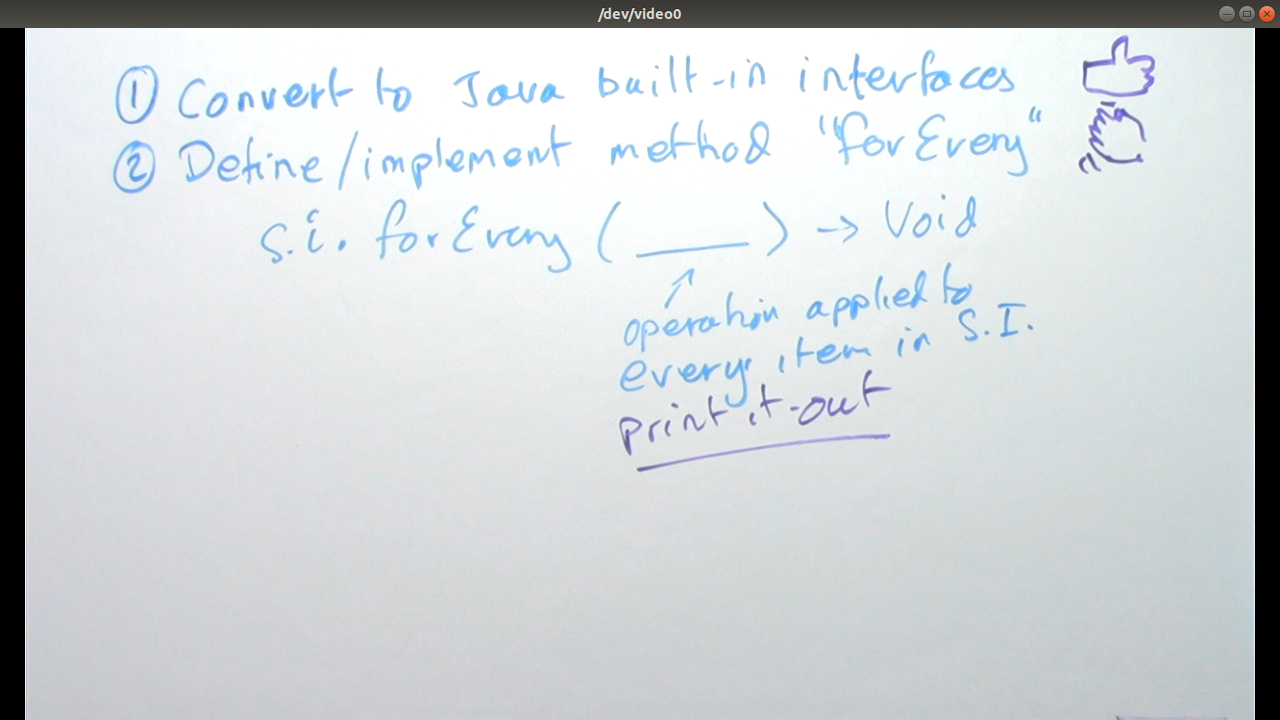 /dev/video0
① Convert to Java built-in interfaces
② Define/implement method "forEvery"
S.i. forEvery (____) → Void
operation applied to
every item in S.I.
print it-out